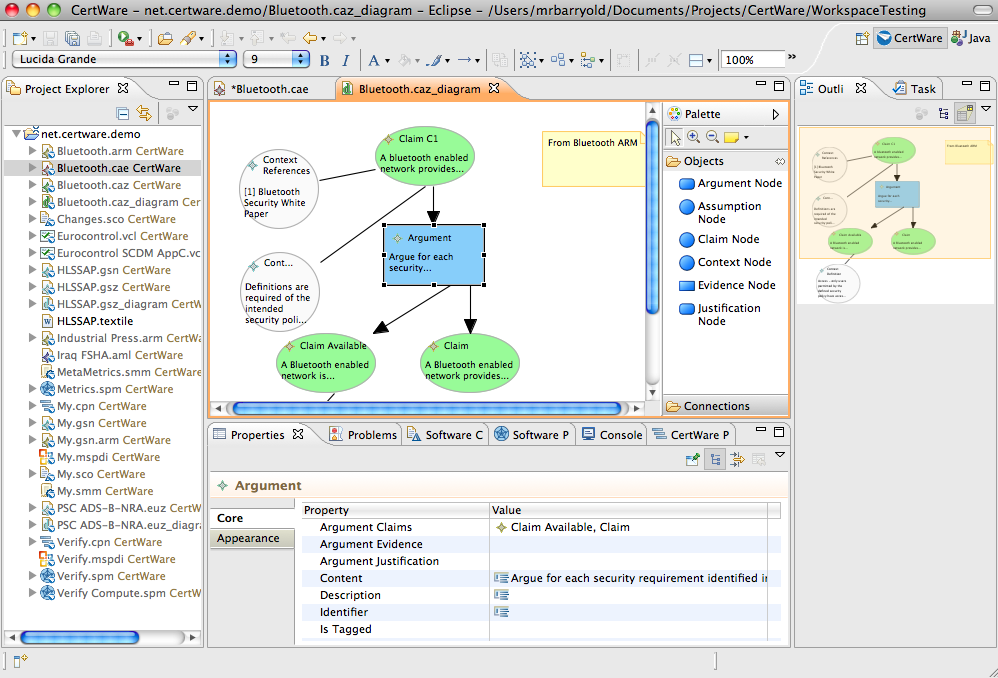 CertWare - net.certware.demo/Bluetooth.caz_diagram - Eclipse - /Users/mrbarryold/Documents/Projects/CertWare/WorkspaceTesting
CertWare
Java
Lucida Grande
9
B
I
A
100%
»
Project Explorer
net.certware.demo
Bluetooth.arm CertWare
Bluetooth.cae CertWare
Bluetooth.caz CertWare
Bluetooth.caz_diagram Cer
Changes.sco CertWare
Eurocontrol.vcl CertWare
Eurocontrol SCDM AppC.vc
HLSSAP.gsn CertWare
HLSSAP.gsz CertWare
HLSSAP.gsz_diagram CertW
HLSSAP.textile
Industrial Press.arm CertWa
Iraq FSHA.aml CertWare
MetaMetrics.smm CertWare
Metrics.spm CertWare
My.cpn CertWare
My.gsn CertWare
My.gsn.arm CertWare
My.mspdi CertWare
My.sco CertWare
My.smm CertWare
PSC ADS-B-NRA.euz CertW
PSC ADS-B-NRA.euz_diagra
Verify.cpn CertWare
Verify.mspdi CertWare
Verify.spm CertWare
Verify Compute.spm CertW
*Bluetooth.cae
Bluetooth.caz_diagram
Claim C1
A bluetooth enabled
network provides...
Context
References
[1] Bluetooth
Security White
Paper
From Bluetooth ARM
Argument
Argue for each
security...
Cont...
Definitions are
required of the
intended
security poli...
Claim Available
A Bluetooth enabled
network is...
Claim
A Bluetooth enabled
network provides...
Palette
Objects
Argument Node
Assumption
Node
Claim Node
Context Node
Evidence Node
Justification
Node
Connections
Outli
Task
Properties
Problems
Software C
Software P
Console
CertWare P
Argument
Core
Appearance
Property
Value
Argument Claims
Claim Available, Claim
Argument Evidence
Argument Justification
Content
Argue for each security requirement identified in
Description
Identifier
Is Tagged